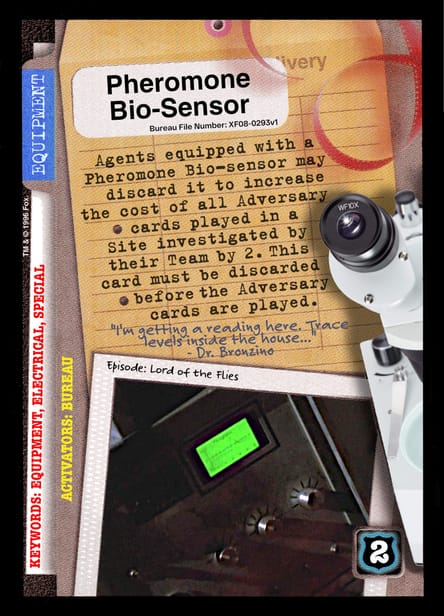 livery
Pheromone
Bio-Sensor
Bureau File Number: XF08-0293v1
EQUIPMENT
TM & © 1996 Fox.
KEYWORDS: EQUIPMENT, ELECTRICAL, SPECIAL
ACTIVATORS: BUREAU
Agents equipped with a
Pheromone Bio-sensor may
discard it to increase
the cost of all Adversary
cards played in a
Site investigated by
their Team by 2. This
card must be discarded
before the Adversary
cards are played.
"I'm getting a reading here. Trace
levels inside the house..."
- Dr. Bronzino
WF10X
Episode: Lord of the Flies
2